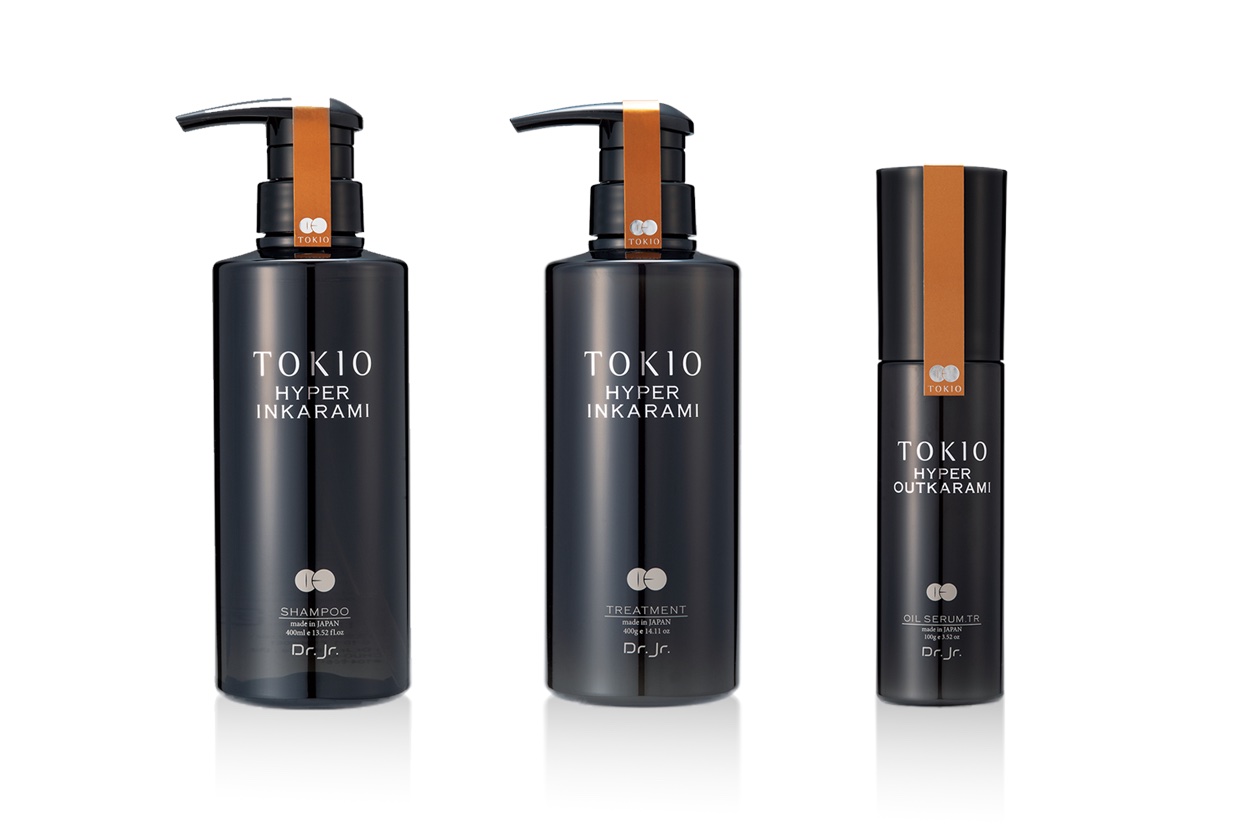 TOKIO
TOKIO
HYPER
INKARAMI
SHAMPOO
made in JAPAN
400ml e 13.52 fl.oz
Dr.Jr.
TOKIO
TOKIO
HYPER
INKARAMI
TREATMENT
made in JAPAN
400g e 14.11 oz
Dr.Jr.
TOKIO
TOKIO
HYPER
OUTKARAMI
OIL SERUM.TR
made in JAPAN
100g e 3.52 oz
Dr.Jr.